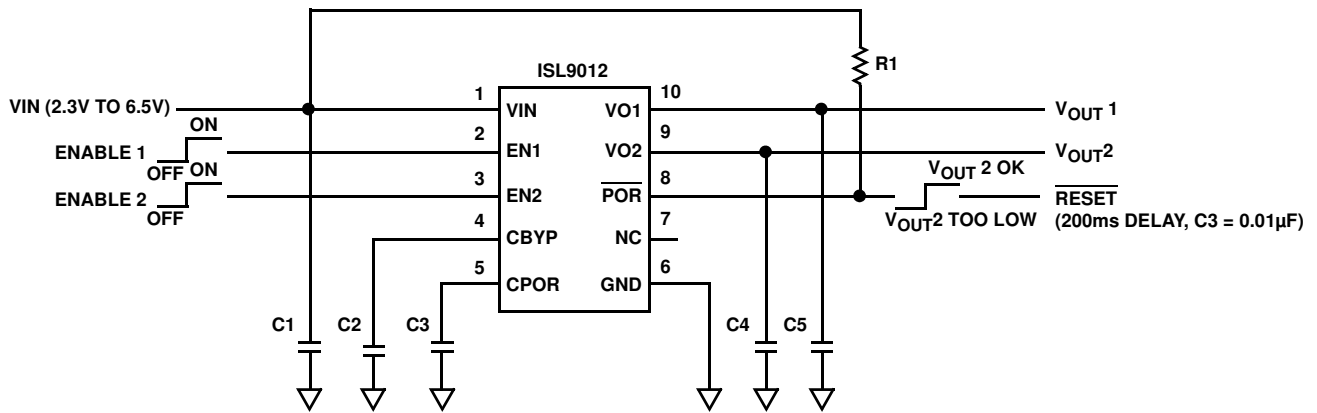 ISL9012
R1
VIN (2.3V TO 6.5V)
1
VIN
VO1
10
VOUT 1
ON
ENABLE 1
OFF
2
EN1
VO2
9
VOUT2
ON
ENABLE 2
OFF
3
EN2
POR
8
VOUT 2 OK
VOUT2 TOO LOW
RESET
(200ms DELAY, C3 = 0.01µF)
4
CBYP
NC
7
5
CPOR
GND
6
C1
C2
C3
C4
C5